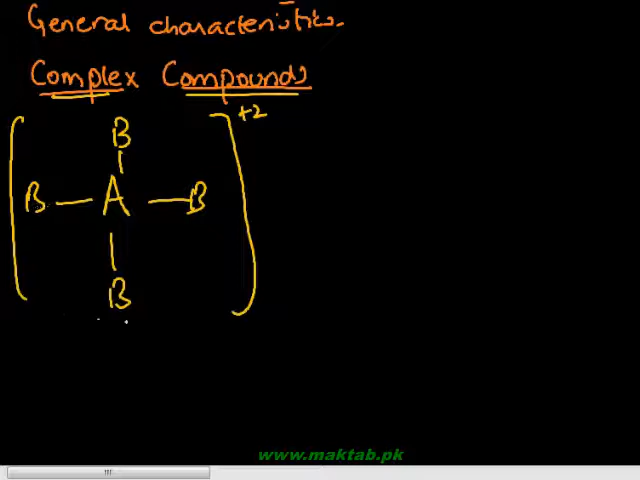 General characteristics.
Complex Compounds
+2
B
B — A — B
B
www.maktab.pk